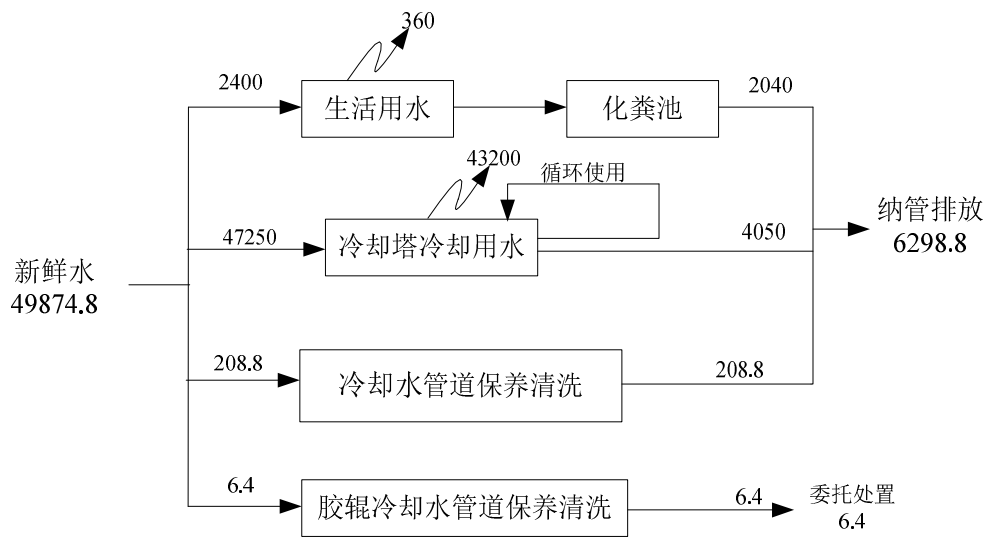 360
2400
生活用水
化粪池
2040
43200
循环使用
47250
冷却塔冷却用水
4050
纳管排放
6298.8
新鲜水
49874.8
208.8
冷却水管道保养清洗
208.8
6.4
胶辊冷却水管道保养清洗
6.4
委托处置
6.4